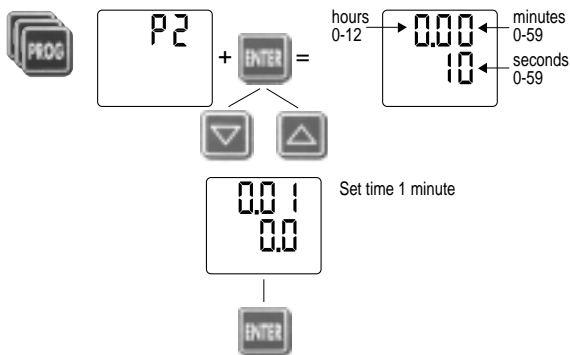 PROG
P2
+
ENTER
=
hours
0-12
0.00
10
minutes
0-59
seconds
0-59
0.01
0.0
Set time 1 minute
ENTER